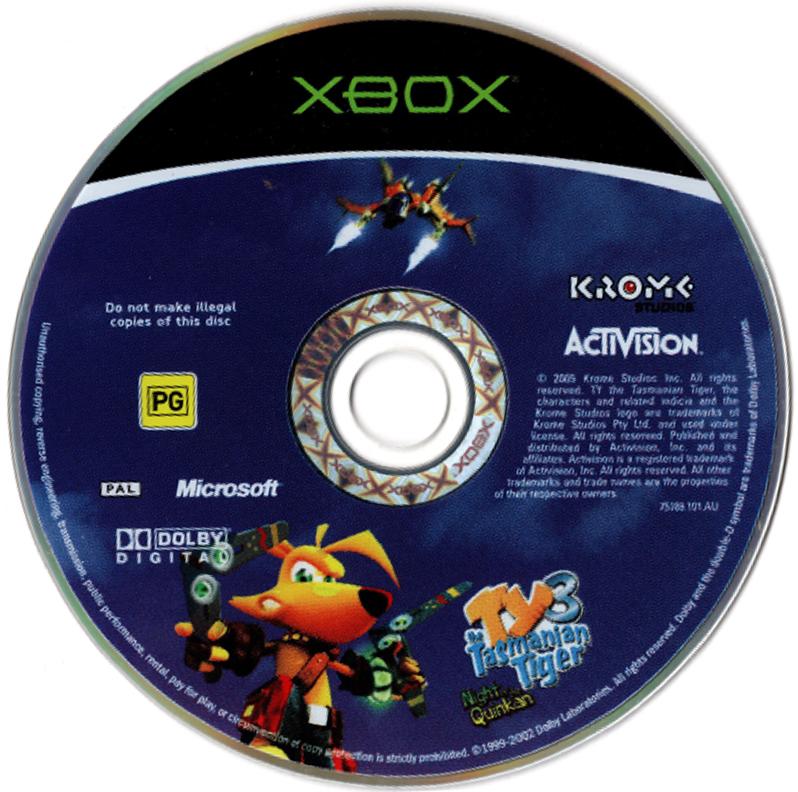 XBOX
Do not make illegal
copies of this disc
KROME
STUDIOS
ACTIVISION
PG
© 2005 Krome Studios Inc. All rights
reserved. TY the Tasmanian Tiger, the
characters and related indicia and the
Krome Studios logo are trademarks of
Krome Studios Pty Ltd. and used under
license. All rights reserved. Published and
distributed by Activision, Inc. and its
affiliates. Activision is a registered trademark
of Activision, Inc. All rights reserved. All other
trademarks and trade names are the properties
of their respective owners.
PAL
Microsoft
75788.101.AU
DOLBY
DIGITAL
TY3
the
Tasmanian
Tiger
Night of the
Quinkan
XBOX
Unauthorised copying, reverse engineering, transmission, public performance, rental, pay for play, or circumvention of copy protection is strictly prohibited. ©1999-2002 Dolby Laboratories. All rights reserved. Dolby and the double-D symbol are trademarks of Dolby Laboratories.